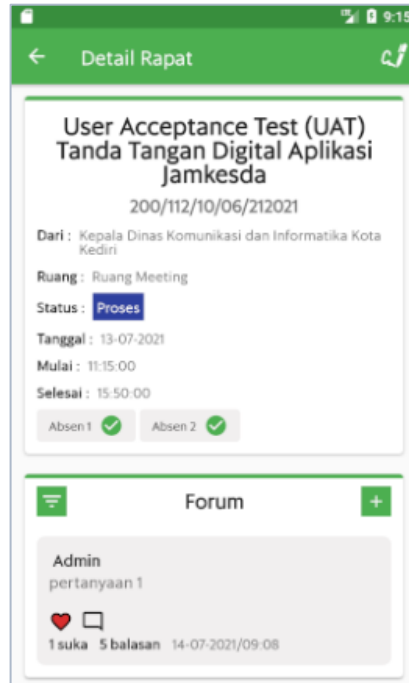 9:15
Detail Rapat
User Acceptance Test (UAT)
Tanda Tangan Digital Aplikasi
Jamkesda
200/112/10/06/212021
Dari : Kepala Dinas Komunikasi dan Informatika Kota
Kediri
Ruang : Ruang Meeting
Status : Proses
Tanggal : 13-07-2021
Mulai : 11:15:00
Selesai : 15:50:00
Absen 1 Absen 2
Forum +
Admin
pertanyaan 1
1 suka 5 balasan 14-07-2021/09:08